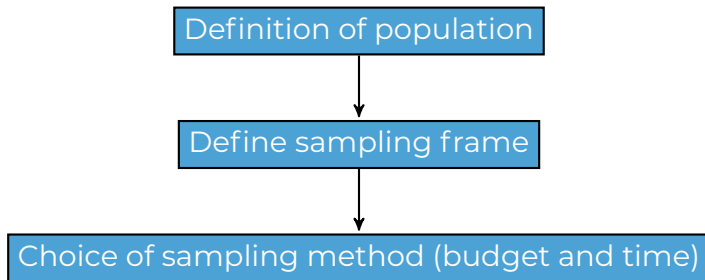 Definition of population
Define sampling frame
Choice of sampling method (budget and time)